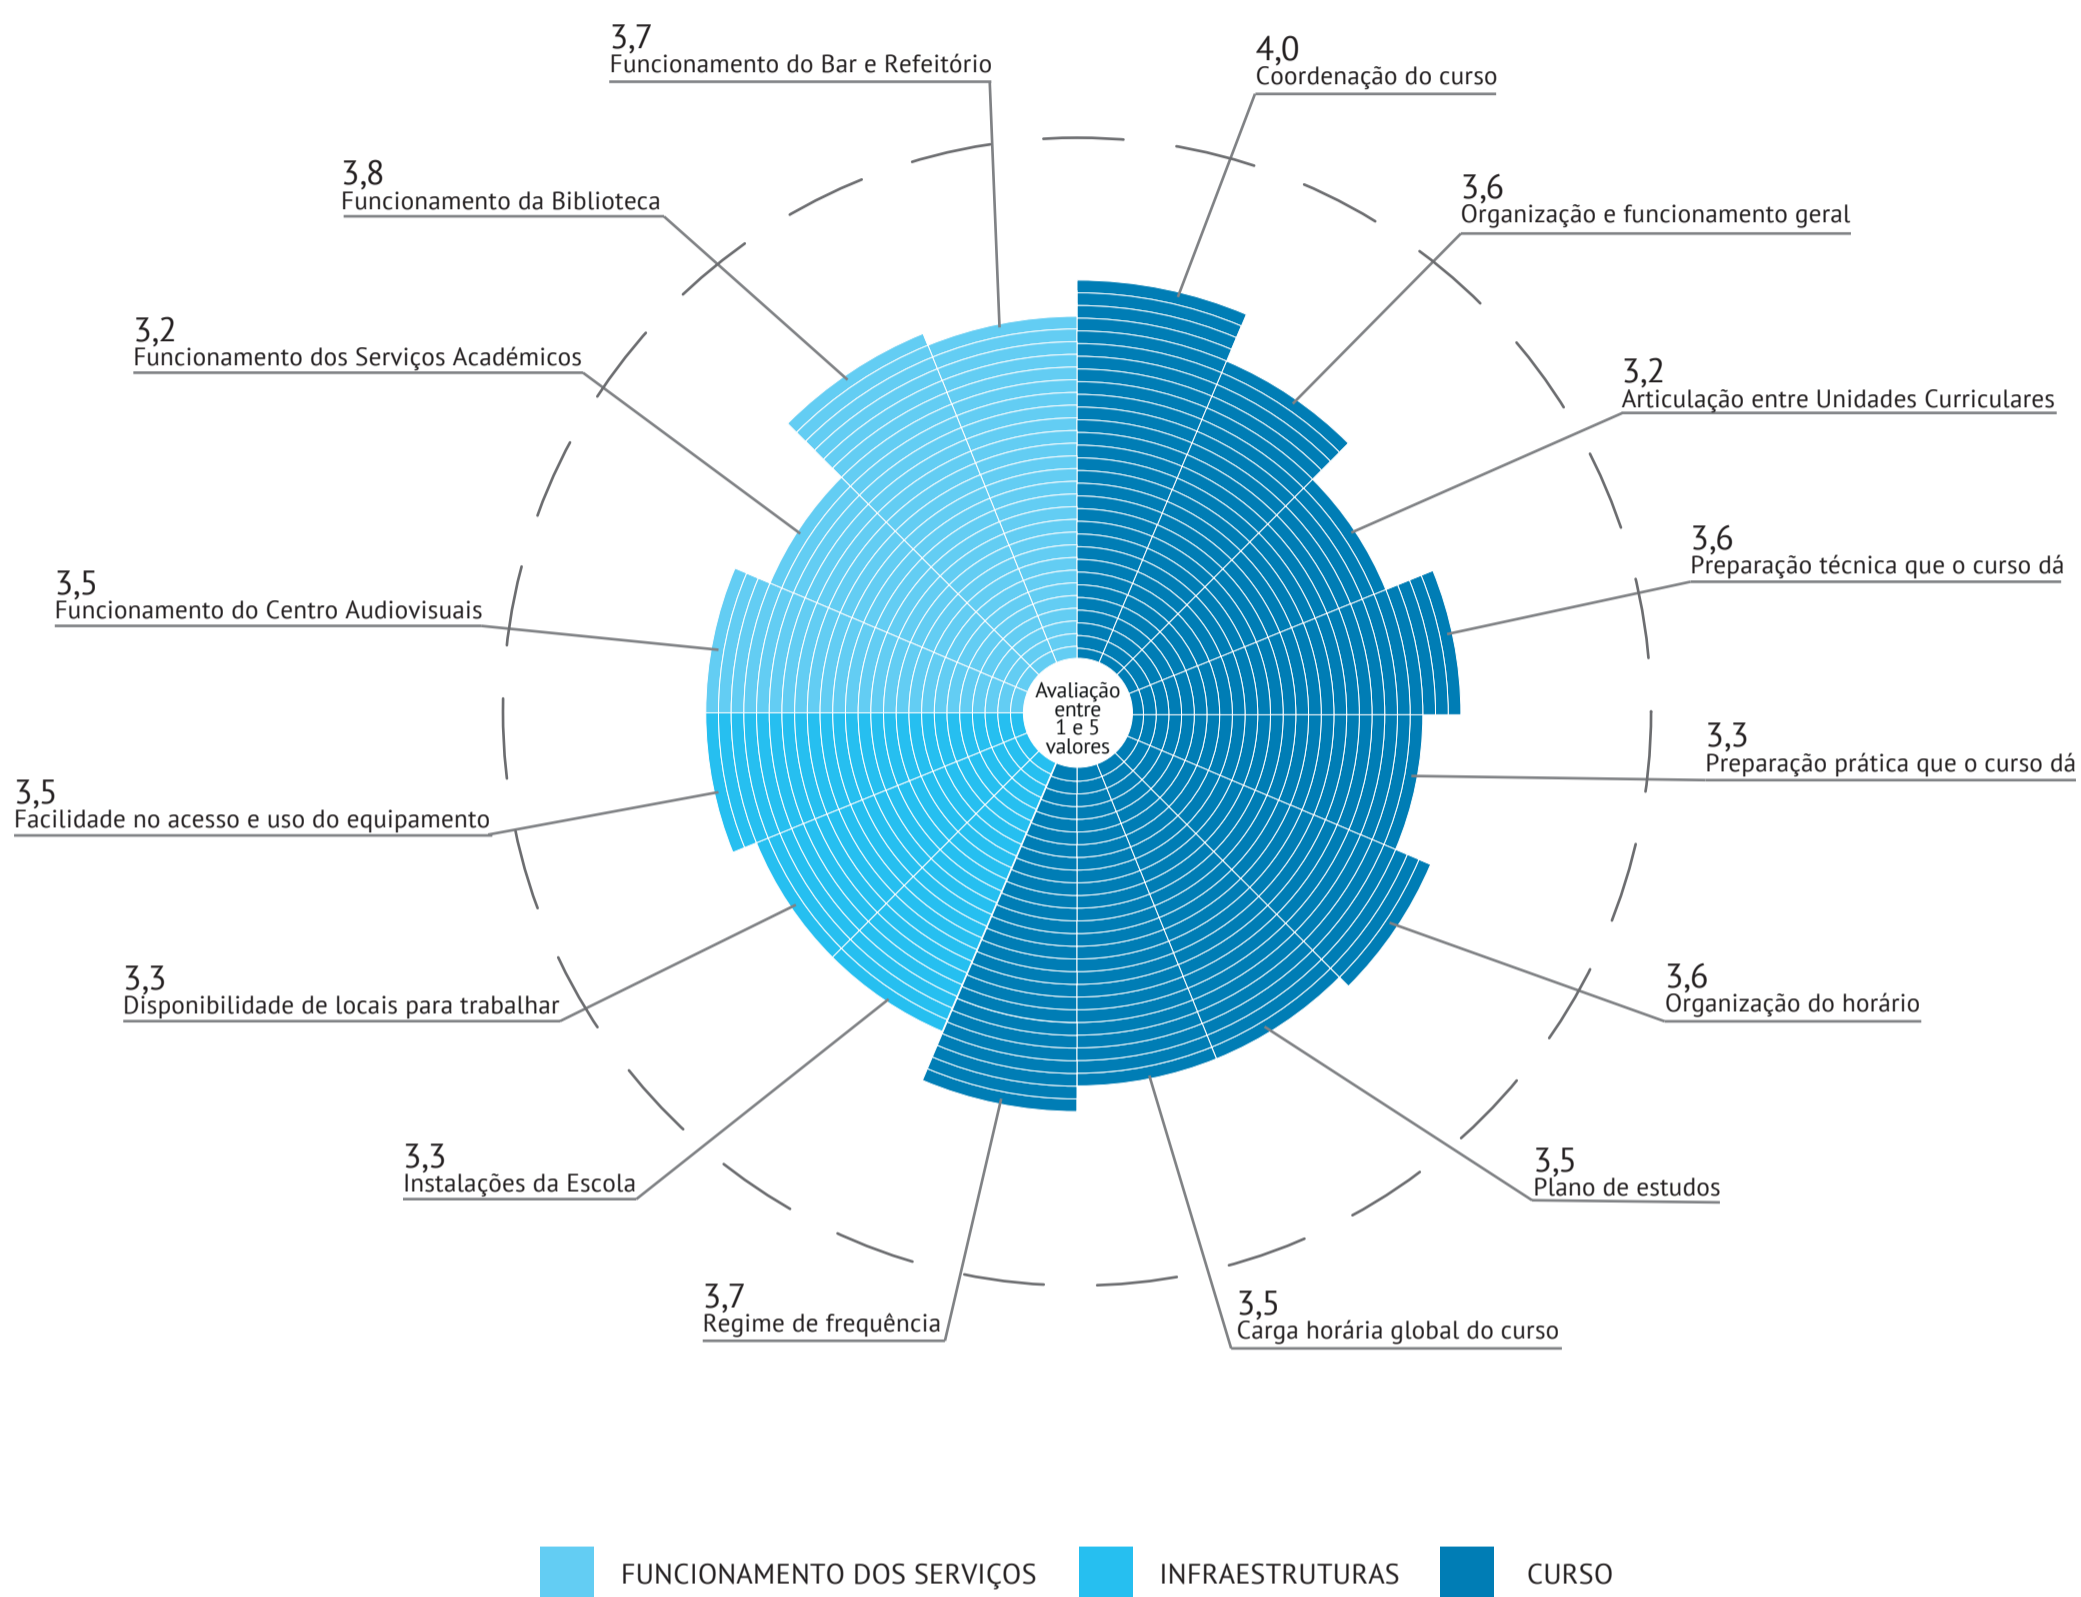 3,7
Funcionamento do Bar e Refeitório
4,0
Coordenação do curso
3,8
Funcionamento da Biblioteca
3,6
Organização e funcionamento geral
3,2
Funcionamento dos Serviços Académicos
3,2
Articulação entre Unidades Curriculares
3,6
Preparação técnica que o curso dá
3,5
Funcionamento do Centro Audiovisuais
Avaliação
entre
1 e 5
valores
3,3
Preparação prática que o curso dá
3,5
Facilidade no acesso e uso do equipamento
3,3
Disponibilidade de locais para trabalhar
3,6
Organização do horário
3,3
Instalações da Escola
3,5
Plano de estudos
3,7
Regime de frequência
3,5
Carga horária global do curso
FUNCIONAMENTO DOS SERVIÇOS
INFRAESTRUTURAS
CURSO